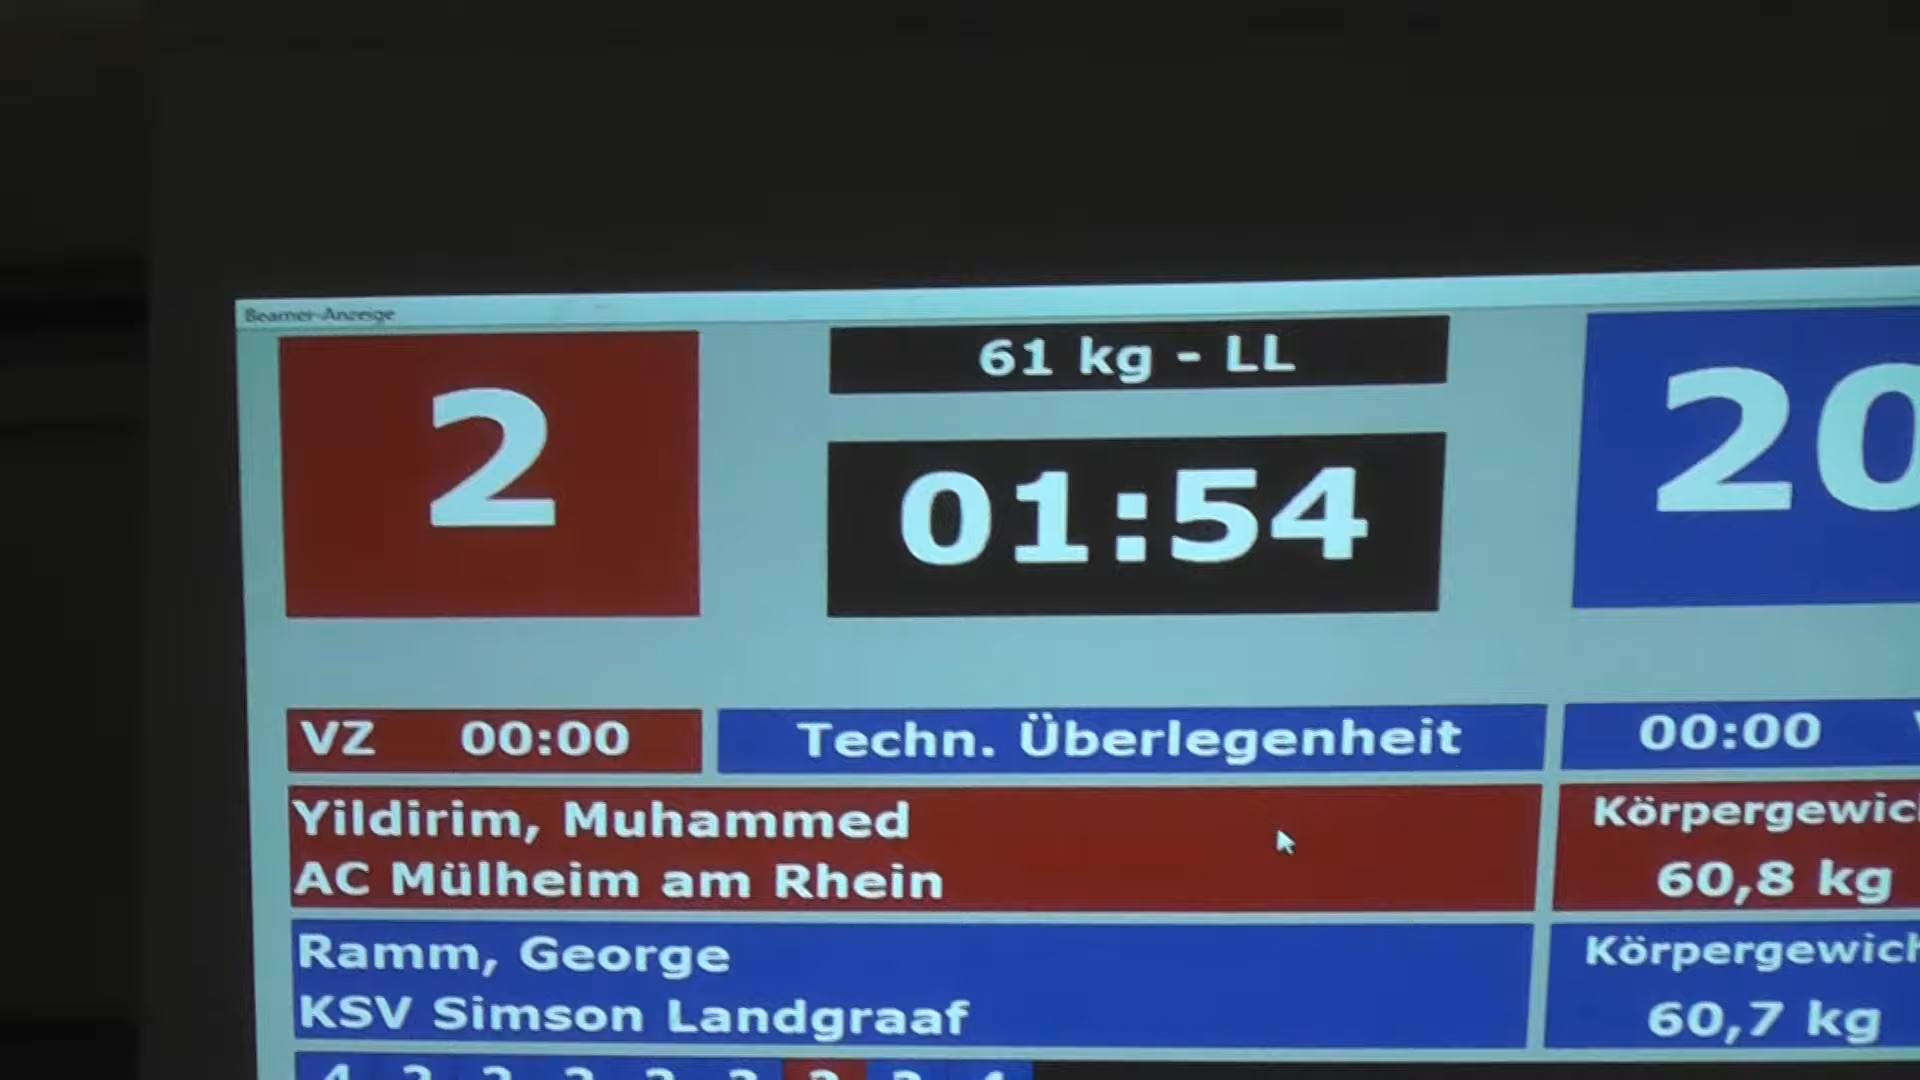 Beamer-Anzeige
2
61 kg - LL
20
01:54
VZ 00:00
Techn. Überlegenheit
00:00
Yildirim, Muhammed
AC Mülheim am Rhein
60,8 kg
Ramm, George
KSV Simson Landgraaf
60,7 kg